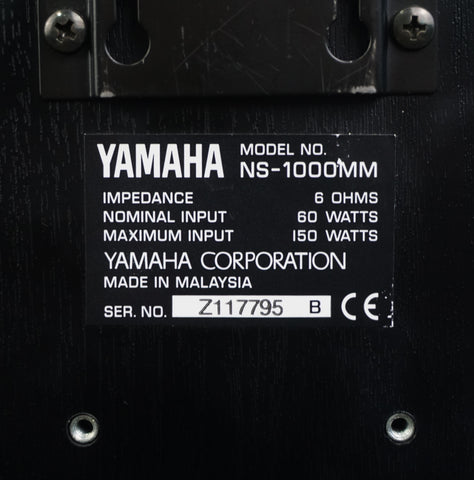 YAMAHA MODEL NO. NS-1000MM
IMPEDANCE 6 OHMS
NOMINAL INPUT 60 WATTS
MAXIMUM INPUT 150 WATTS
YAMAHA CORPORATION
MADE IN MALAYSIA
SER. NO. Z117795 B CE